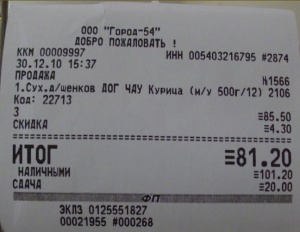 ООО "Город-54"
ДОБРО ПОЖАЛОВАТЬ !
ККМ 00009997 ИНН 005403216795 #2874
30.12.10 15:37
ПРОДАЖА №1566
1.Сух.д/щенков ДОГ ЧАУ Курица (м/у 500г/12) 2106
Код: 22713
3 ≡85.50
СКИДКА ≡4.30
ИТОГ ≡81.20
НАЛИЧНЫМИ ≡101.20
СДАЧА ≡20.00
ФП
ЭКЛЗ 0125551827
00021955 #000268